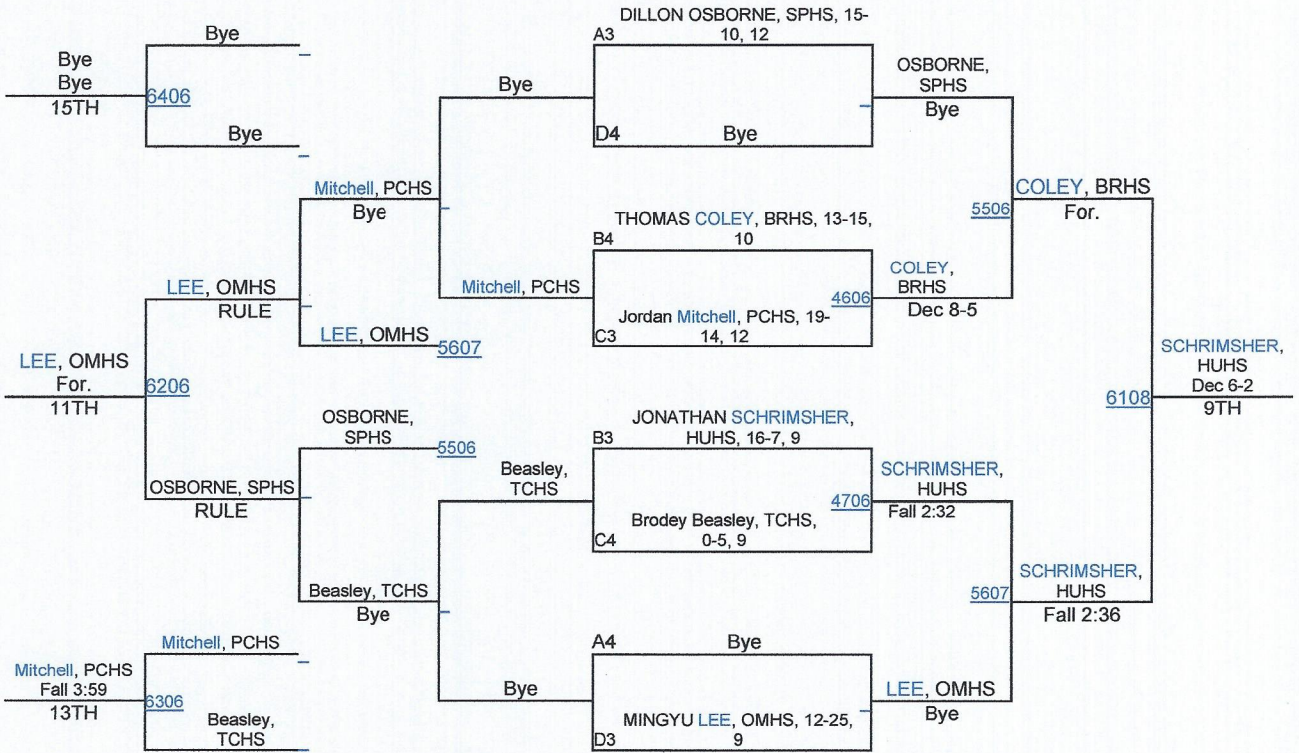 Bye
Bye
Bye
15TH
6406
Bye
Bye
DILLON OSBORNE, SPHS, 15-
10, 12
A3
D4
Bye
OSBORNE,
SPHS
Bye
Mitchell, PCHS
Bye
THOMAS COLEY, BRHS, 13-15,
10
B4
Mitchell, PCHS
Jordan Mitchell, PCHS, 19-
14, 12
C3
4606
COLEY,
BRHS
Dec 8-5
5506
COLEY, BRHS
For.
LEE, OMHS
RULE
LEE, OMHS
5607
LEE, OMHS
For.
11TH
6206
OSBORNE,
SPHS
5506
OSBORNE, SPHS
RULE
Beasley,
TCHS
JONATHAN SCHRIMSHER,
HUHS, 16-7, 9
B3
Brodey Beasley, TCHS,
0-5, 9
C4
4706
SCHRIMSHER,
HUHS
Fall 2:32
6108
SCHRIMSHER,
HUHS
Dec 6-2
9TH
Beasley, TCHS
Bye
5607
SCHRIMSHER,
HUHS
Fall 2:36
Mitchell, PCHS
Mitchell, PCHS
Fall 3:59
13TH
6306
Beasley,
TCHS
Bye
A4
Bye
MINGYU LEE, OMHS, 12-25,
9
D3
LEE, OMHS
Bye